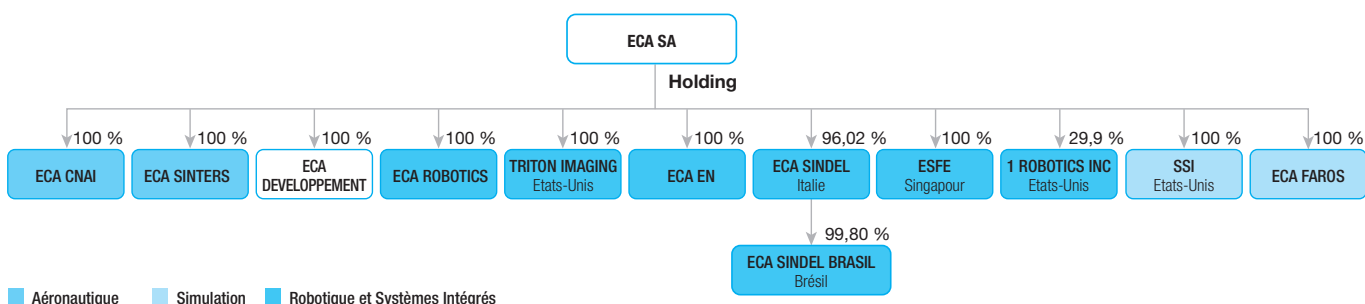 ECA SA
Holding
100 % 100 % 100 % 100 % 100 % 100 % 96,02 % 100 % 29,9 % 100 % 100 %
ECA CNAI
ECA SINTERS
ECA
DEVELOPPEMENT
ECA ROBOTICS
TRITON IMAGING
Etats-Unis
ECA EN
ECA SINDEL
Italie
ESFE
Singapour
1 ROBOTICS INC
Etats-Unis
SSI
Etats-Unis
ECA FAROS
99,80 %
ECA SINDEL BRASIL
Brésil
Aéronautique Simulation Robotique et Systèmes Intégrés